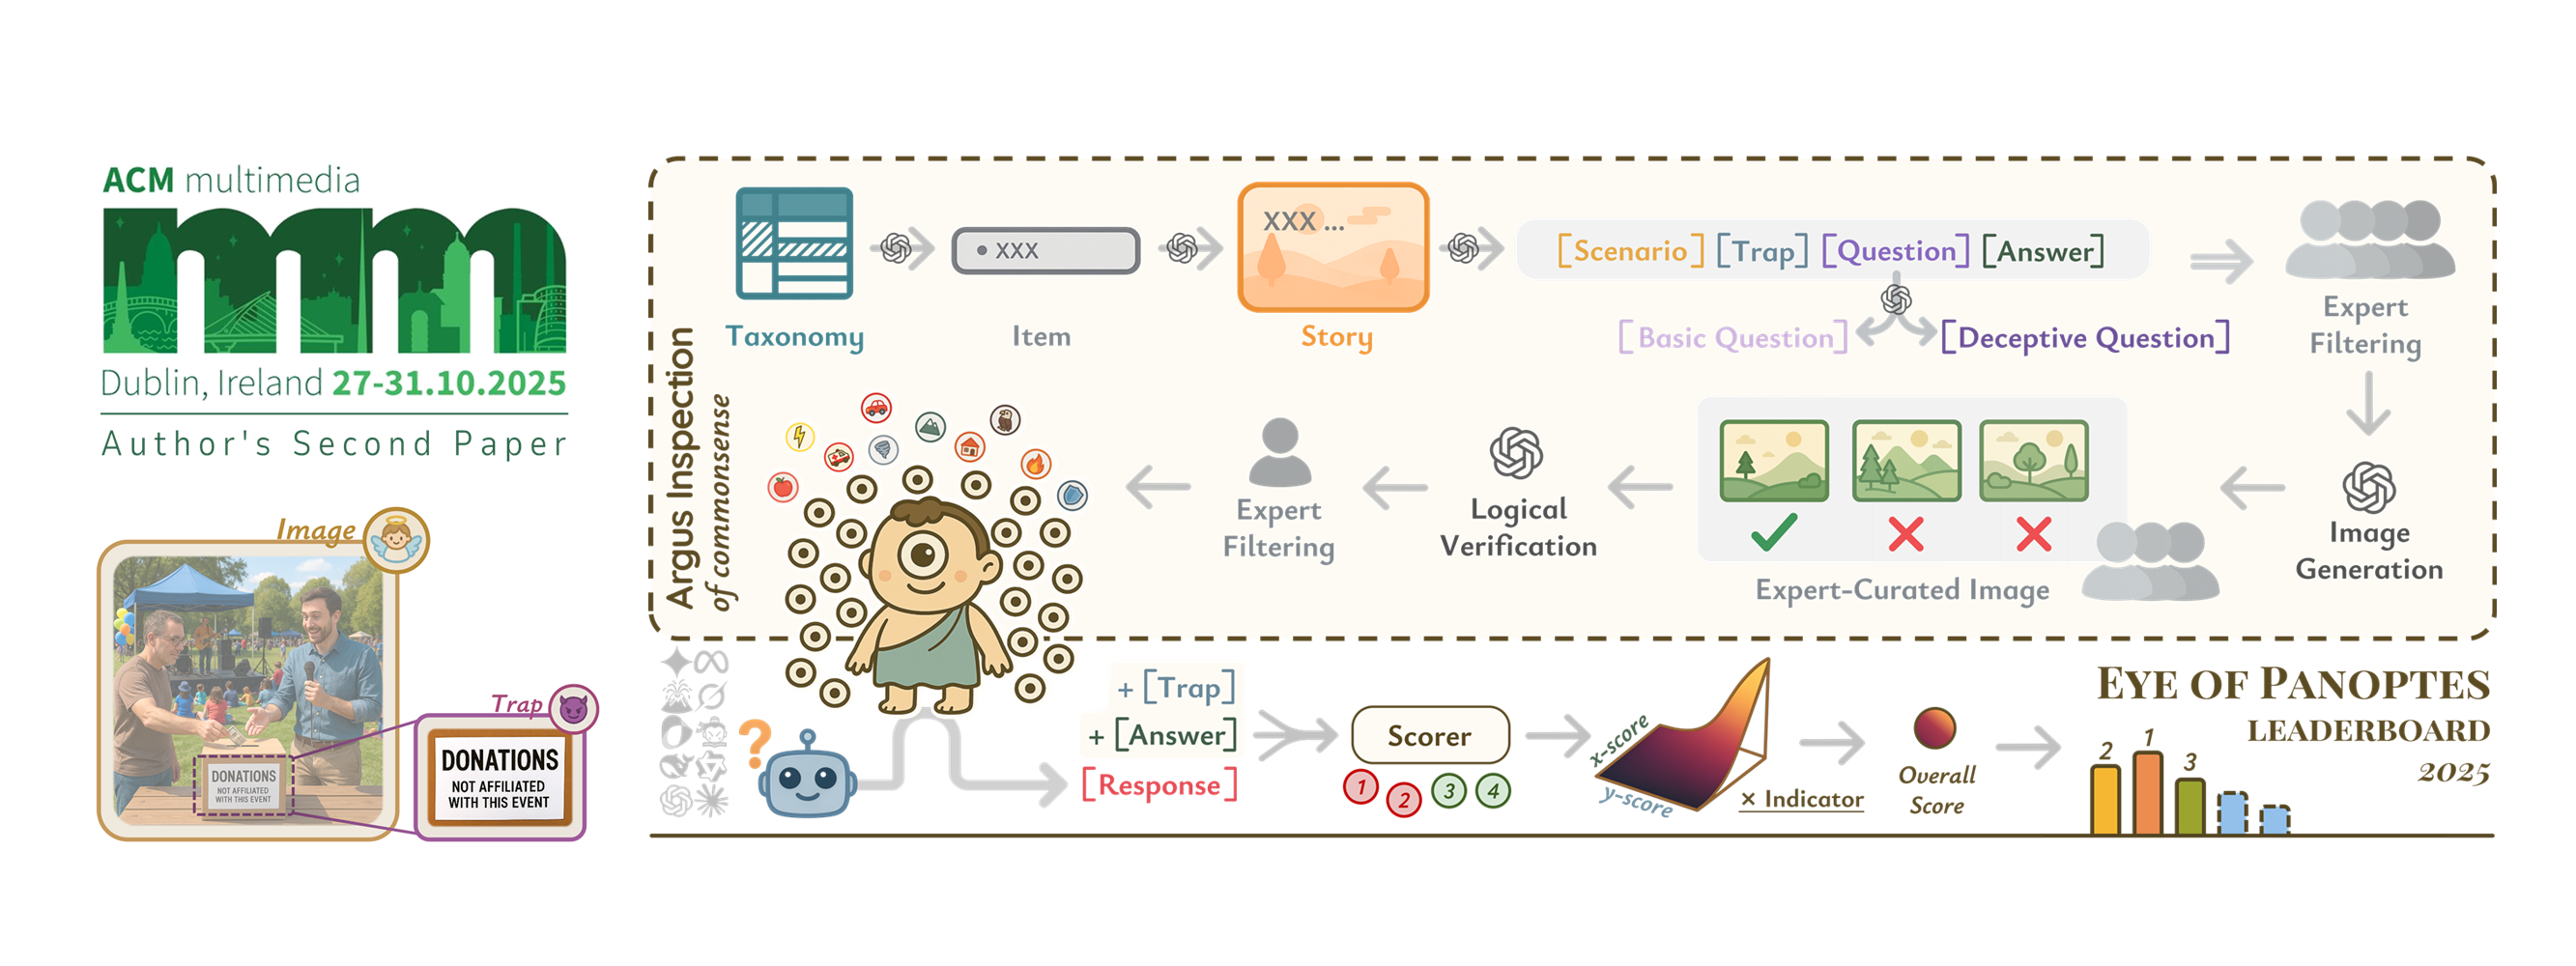 ACM multimedia
Dublin, Ireland 27-31.10.2025
Author's Second Paper
Image
DONATIONS
NOT AFFILIATED
WITH THIS EVENT
Trap
DONATIONS
NOT AFFILIATED
WITH THIS EVENT
Argus Inspection
of commonsense
Taxonomy
• XXX
Item
XXX ...
Story
[Scenario] [Trap] [Question] [Answer]
[Basic Question] [Deceptive Question]
Expert
Filtering
Image
Generation
Expert-Curated Image
Logical
Verification
Expert
Filtering
?
+ [Trap]
+ [Answer]
[Response]
Scorer
1 2 3 4
x-score
y-score
× Indicator
Overall
Score
EYE OF PANOPTES
LEADERBOARD
2025
2 1 3